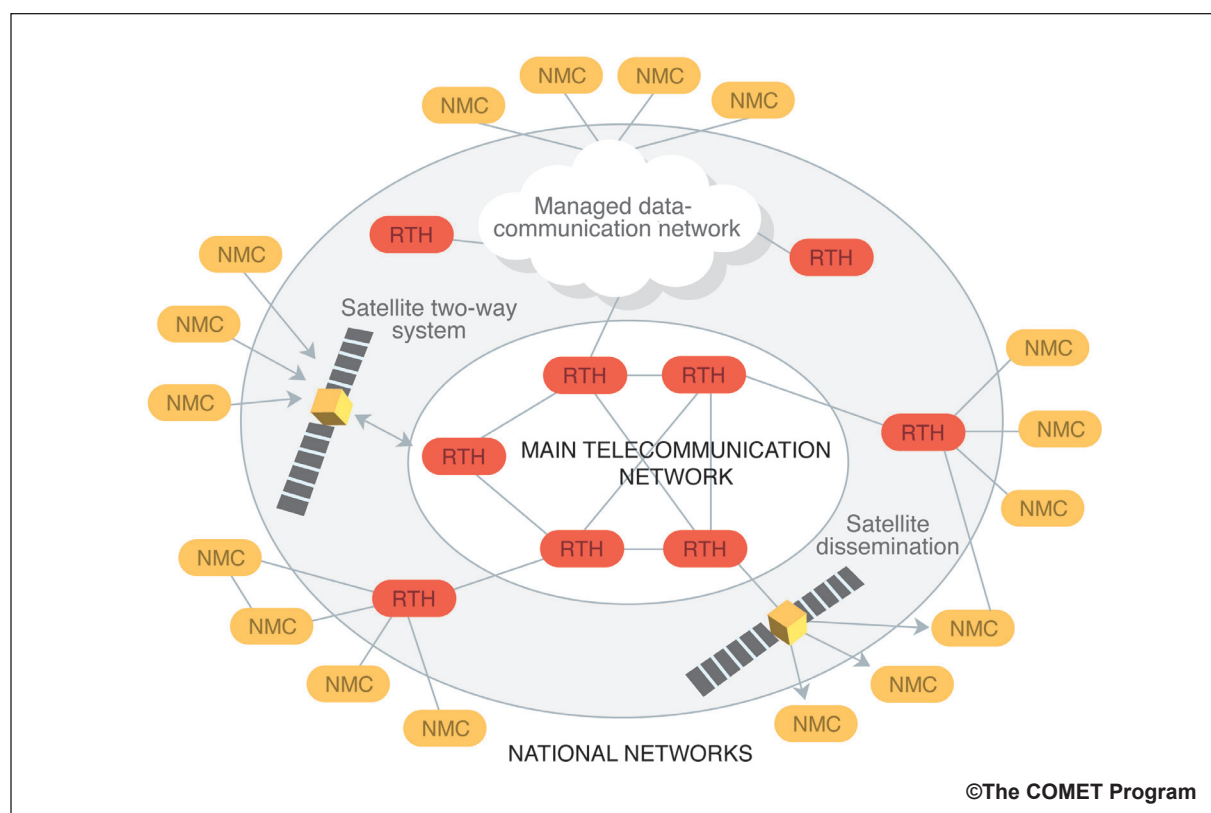 NMC
NMC
NMC
NMC
Managed data-
communication network
RTH
RTH
NMC
Satellite two-way
system
NMC
NMC
NMC
RTH
RTH
NMC
RTH
RTH
MAIN TELECOMMUNICATION
NETWORK
NMC
NMC
Satellite
dissemination
RTH
RTH
NMC
RTH
NMC
NMC
NMC
NMC
NMC
NMC
NATIONAL NETWORKS
©The COMET Program